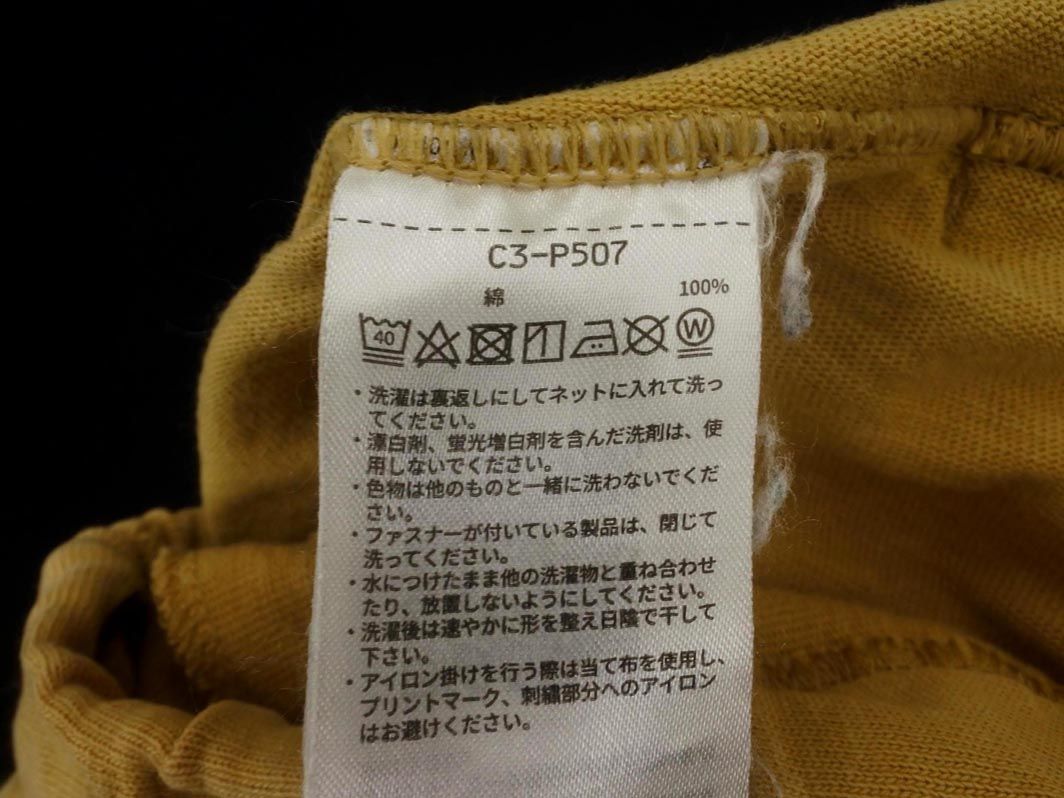 C3-P507
綿 100%
40 W
・洗濯は裏返しにしてネットに入れて洗っ
てください。
・漂白剤、蛍光増白剤を含んだ洗剤は、使
用しないでください。
・色物は他のものと一緒に洗わないでくだ
さい。
・ファスナーが付いている製品は、閉じて
洗ってください。
・水につけたまま他の洗濯物と重ね合わせ
たり、放置しないようにしてください。
・洗濯後は速やかに形を整え日陰で干して
下さい。
・アイロン掛けを行う際は当て布を使用し、
プリントマーク、刺繍部分へのアイロン
はお避けください。